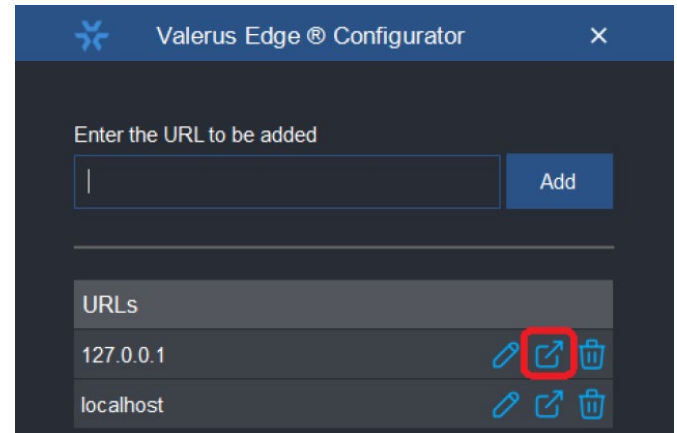 Valerus Edge ® Configurator
Enter the URL to be added
Add
URLs
127.0.0.1
localhost